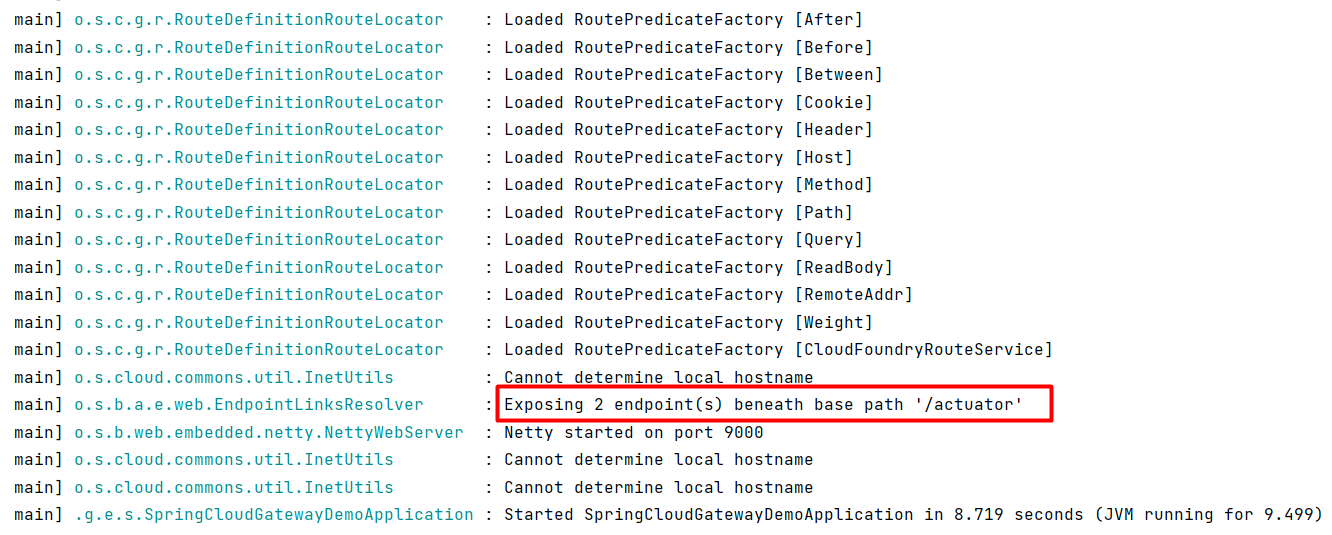 main] o.s.c.g.r.RouteDefinitionRouteLocator : Loaded RoutePredicateFactory [After]
main] o.s.c.g.r.RouteDefinitionRouteLocator : Loaded RoutePredicateFactory [Before]
main] o.s.c.g.r.RouteDefinitionRouteLocator : Loaded RoutePredicateFactory [Between]
main] o.s.c.g.r.RouteDefinitionRouteLocator : Loaded RoutePredicateFactory [Cookie]
main] o.s.c.g.r.RouteDefinitionRouteLocator : Loaded RoutePredicateFactory [Header]
main] o.s.c.g.r.RouteDefinitionRouteLocator : Loaded RoutePredicateFactory [Host]
main] o.s.c.g.r.RouteDefinitionRouteLocator : Loaded RoutePredicateFactory [Method]
main] o.s.c.g.r.RouteDefinitionRouteLocator : Loaded RoutePredicateFactory [Path]
main] o.s.c.g.r.RouteDefinitionRouteLocator : Loaded RoutePredicateFactory [Query]
main] o.s.c.g.r.RouteDefinitionRouteLocator : Loaded RoutePredicateFactory [ReadBody]
main] o.s.c.g.r.RouteDefinitionRouteLocator : Loaded RoutePredicateFactory [RemoteAddr]
main] o.s.c.g.r.RouteDefinitionRouteLocator : Loaded RoutePredicateFactory [Weight]
main] o.s.c.g.r.RouteDefinitionRouteLocator : Loaded RoutePredicateFactory [CloudFoundryRouteService]
main] o.s.cloud.commons.util.InetUtils : Cannot determine local hostname
main] o.s.b.a.e.web.EndpointLinksResolver : Exposing 2 endpoint(s) beneath base path '/actuator'
main] o.s.b.web.embedded.netty.NettyWebServer : Netty started on port 9000
main] o.s.cloud.commons.util.InetUtils : Cannot determine local hostname
main] o.s.cloud.commons.util.InetUtils : Cannot determine local hostname
main] .g.e.s.SpringCloudGatewayDemoApplication : Started SpringCloudGatewayDemoApplication in 8.719 seconds (JVM running for 9.499)